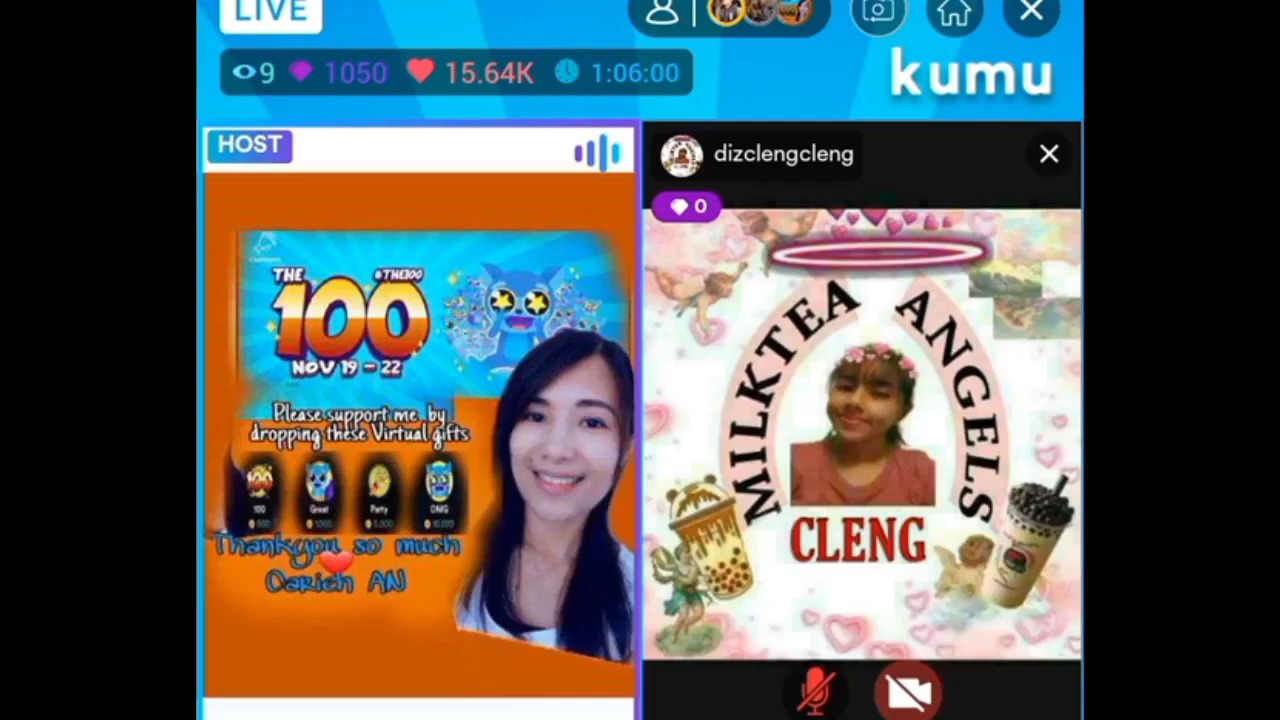 LIVE
9 1050 15.64K 1:06:00
kumu
HOST
dizclengcleng
0
THE #THE100
100
NOV 19 - 22
Please support me by
dropping these Virtual gifts
100 Great Party OMG
Thankyou so much
Carich AN
MILKTEA ANGELS
CLENG